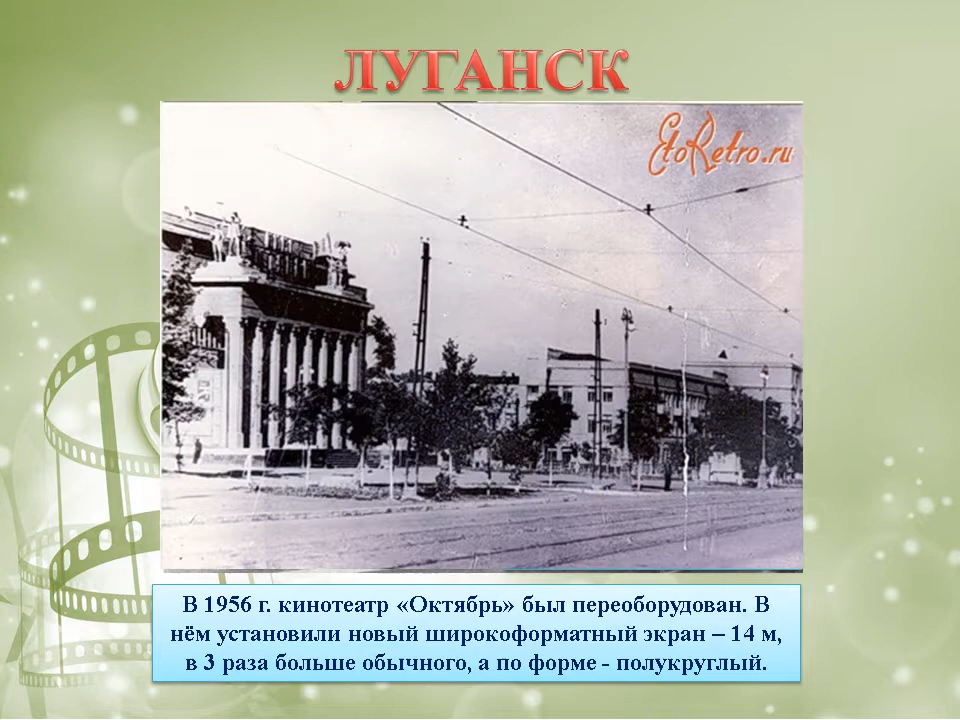 ЛУГАНСК
EtoRetro.ru
В 1956 г. кинотеатр «Октябрь» был переоборудован. В
нём установили новый широкоформатный экран – 14 м,
в 3 раза больше обычного, а по форме - полукруглый.